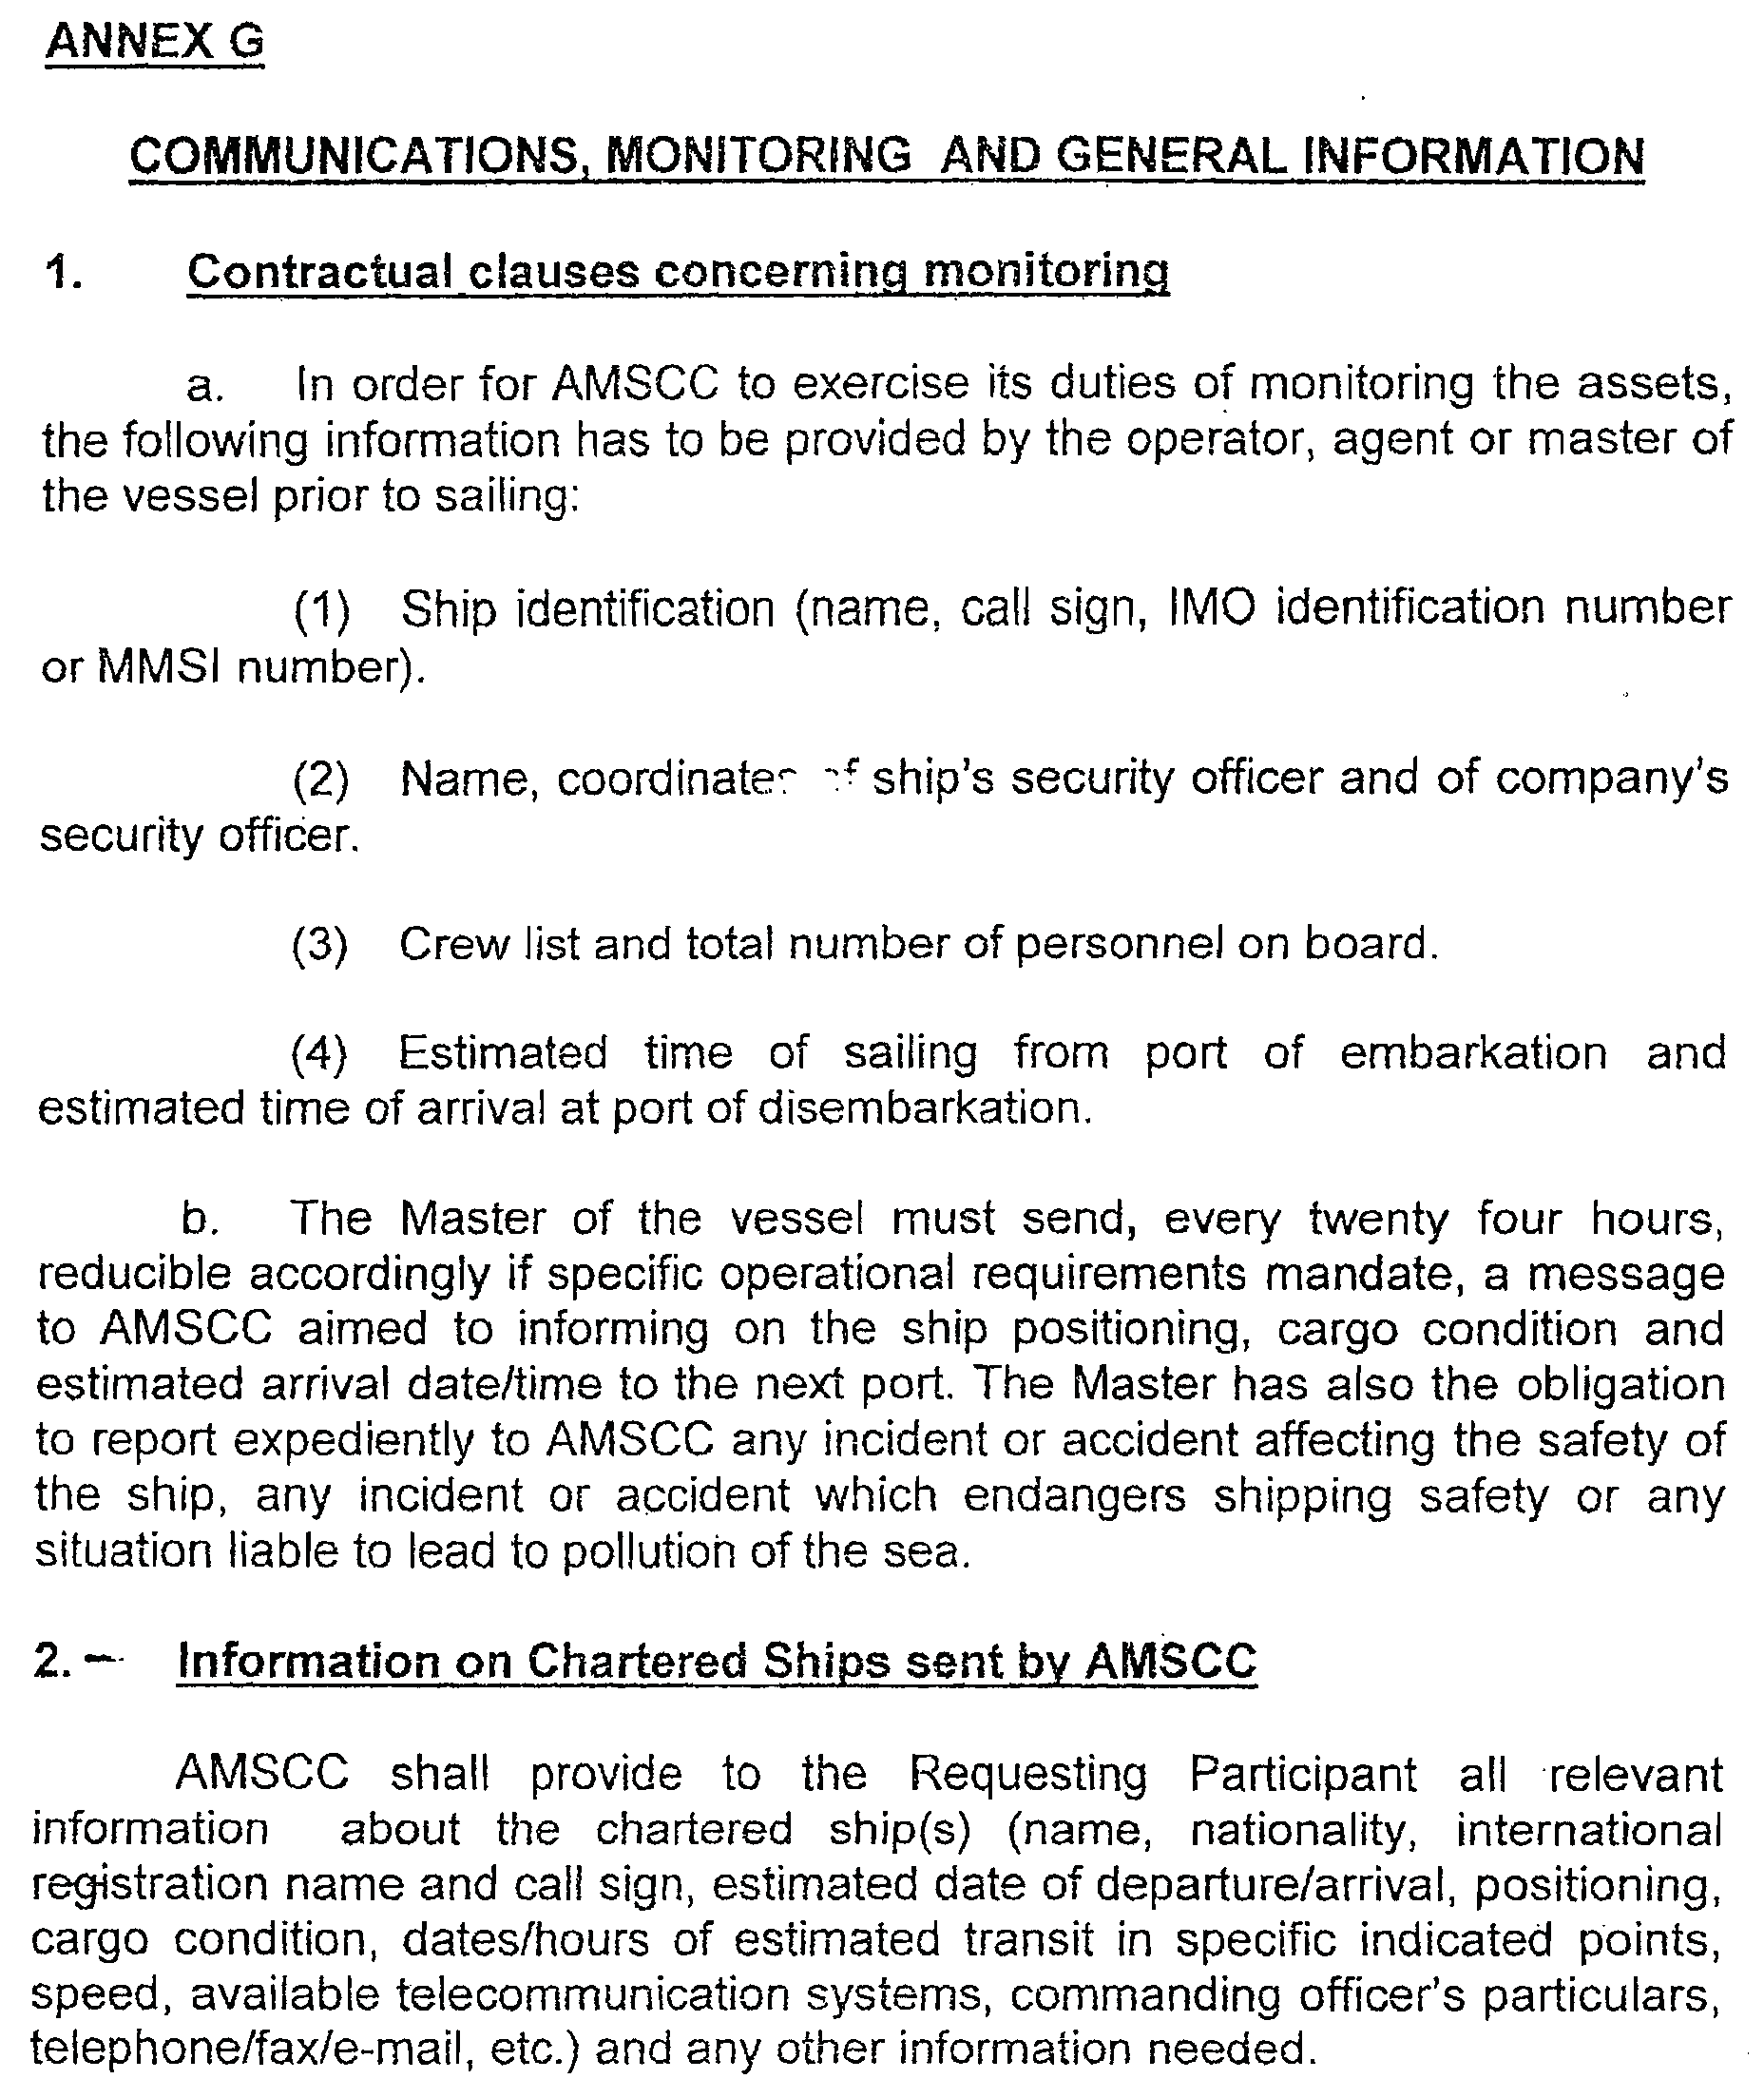 ANNEX G
COMMUNICATIONS, MONITORING AND GENERAL INFORMATION
1. Contractual clauses concerning monitoring
a. In order for AMSCC to exercise its duties of monitoring the assets,
the following information has to be provided by the operator, agent or master of
the vessel prior to sailing:
(1) Ship identification (name, call sign, IMO identification number
or MMSI number).
(2) Name, coordinates of ship's security officer and of company's
security officer.
(3) Crew list and total number of personnel on board.
(4) Estimated time of sailing from port of embarkation and
estimated time of arrival at port of disembarkation.
b. The Master of the vessel must send, every twenty four hours,
reducible accordingly if specific operational requirements mandate, a message
to AMSCC aimed to informing on the ship positioning, cargo condition and
estimated arrival date/time to the next port. The Master has also the obligation
to report expediently to AMSCC any incident or accident affecting the safety of
the ship, any incident or accident which endangers shipping safety or any
situation liable to lead to pollution of the sea.
2. – Information on Chartered Ships sent by AMSCC
AMSCC shall provide to the Requesting Participant all relevant
information about the chartered ship(s) (name, nationality, international
registration name and call sign, estimated date of departure/arrival, positioning,
cargo condition, dates/hours of estimated transit in specific indicated points,
speed, available telecommunication systems, commanding officer's particulars,
telephone/fax/e-mail, etc.) and any other information needed.